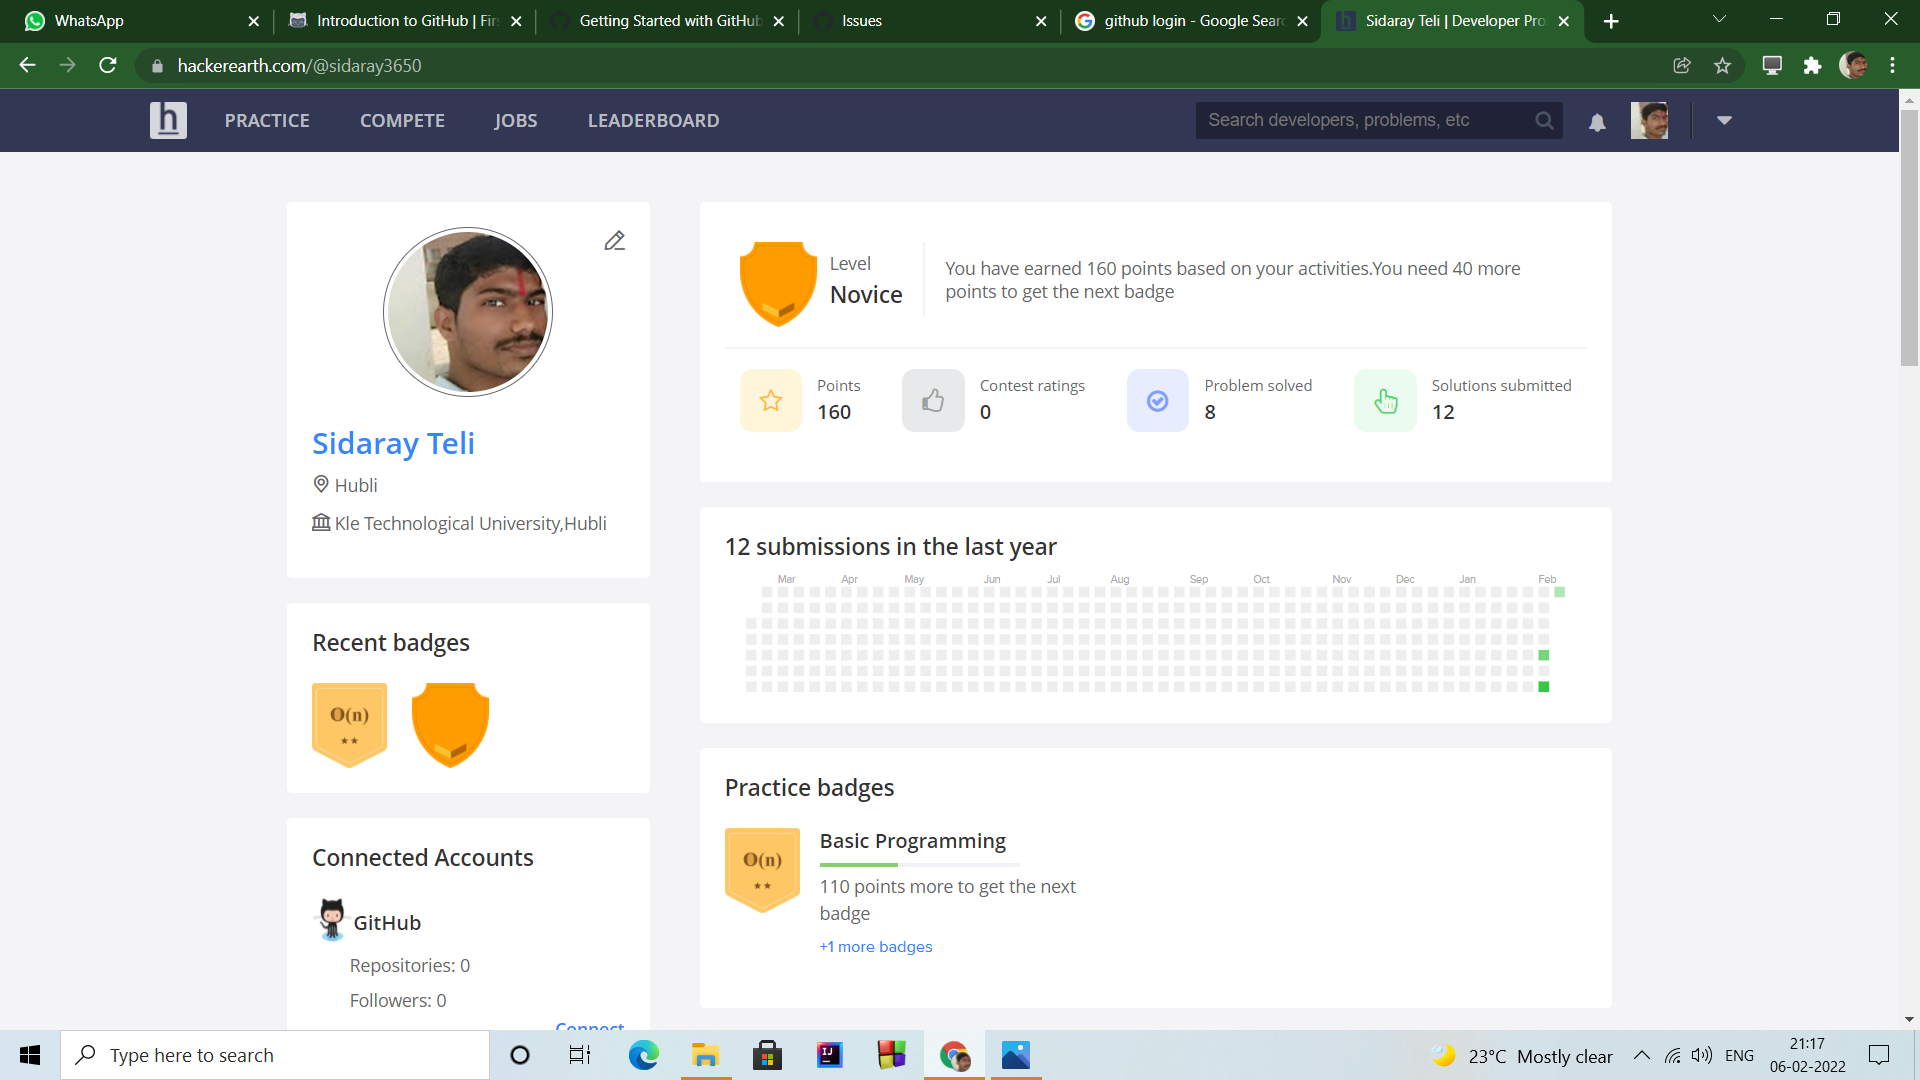 WhatsApp
Introduction to GitHub | Firs
Getting Started with GitHub
Issues
github login - Google Searc
Sidaray Teli | Developer Pro
hackerearth.com/@sidaray3650
h PRACTICE COMPETE JOBS LEADERBOARD
Search developers, problems, etc
Sidaray Teli
Hubli
Kle Technological University,Hubli
Recent badges
O(n)
Connected Accounts
GitHub
Repositories: 0
Followers: 0
Connect
Level
Novice
You have earned 160 points based on your activities.You need 40 more
points to get the next badge
Points
160
Contest ratings
0
Problem solved
8
Solutions submitted
12
12 submissions in the last year
Mar Apr May Jun Jul Aug Sep Oct Nov Dec Jan Feb
Practice badges
O(n)
Basic Programming
110 points more to get the next
badge
+1 more badges
Type here to search
IJ
23°C Mostly clear
ENG
21:17
06-02-2022